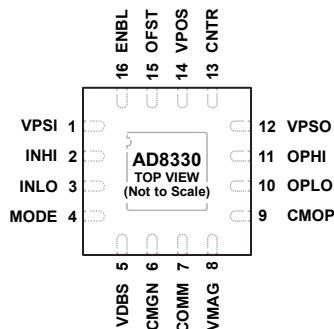 16 ENBL
15 OFST
14 VPOS
13 CNTR
VPSI 1
INHI 2
INLO 3
MODE 4
AD8330
TOP VIEW
(Not to Scale)
12 VPSO
11 OPHI
10 OPLO
9 CMOP
VDBS 5
CMGN 6
COMM 7
VMAG 8